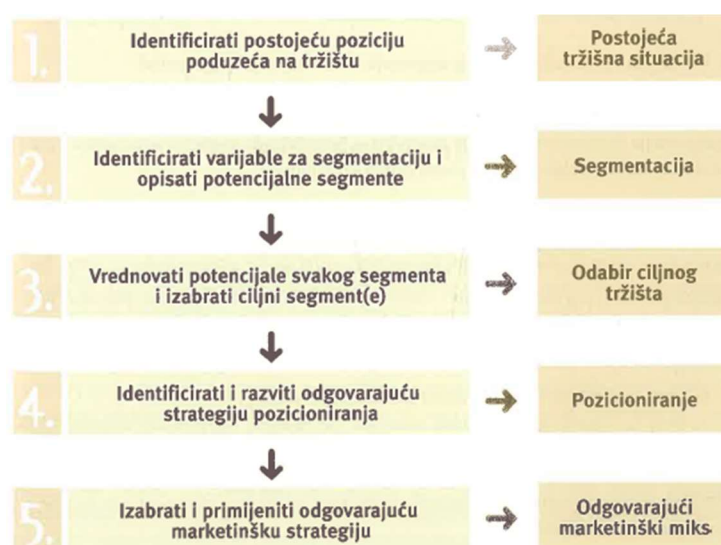 1.
Identificirati postojeću poziciju
poduzeća na tržištu
Postojeća
tržišna situacija
2.
Identificirati varijable za segmentaciju i
opisati potencijalne segmente
Segmentacija
3.
Vrednovati potencijale svakog segmenta
i izabrati ciljni segment(e)
Odabir ciljnog
tržišta
4.
Identificirati i razviti odgovarajuću
strategiju pozicioniranja
Pozicioniranje
5.
Izabrati i primijeniti odgovarajuću
marketinšku strategiju
Odgovarajući
marketinški miks